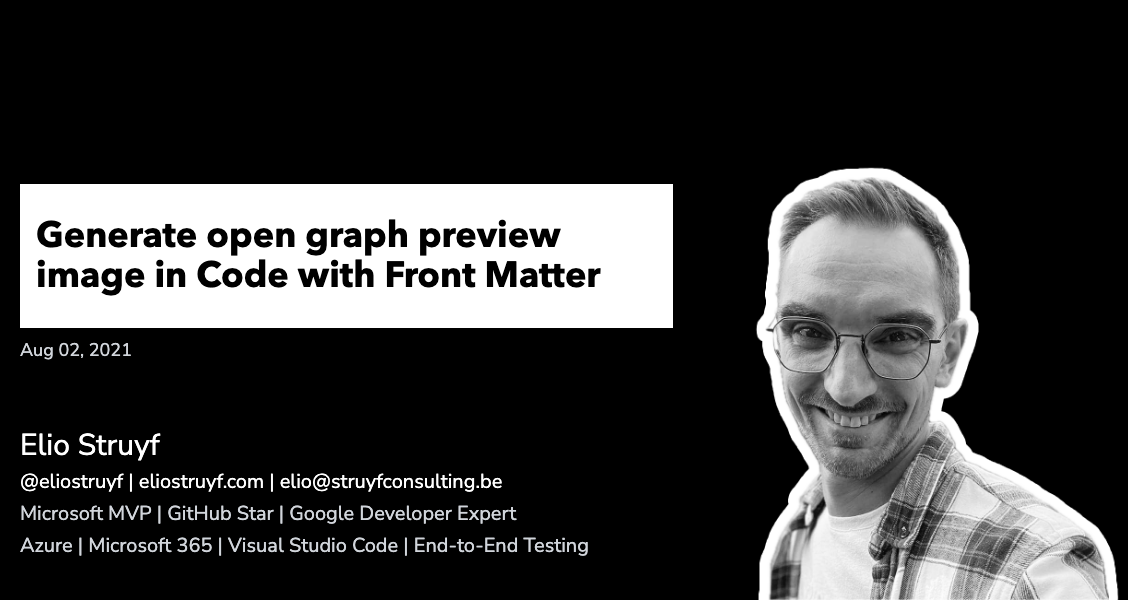 Generate open graph preview
image in Code with Front Matter
Aug 02, 2021
Elio Struyf
@eliostruyf | eliostruyf.com | elio@struyfconsulting.be
Microsoft MVP | GitHub Star | Google Developer Expert
Azure | Microsoft 365 | Visual Studio Code | End-to-End Testing